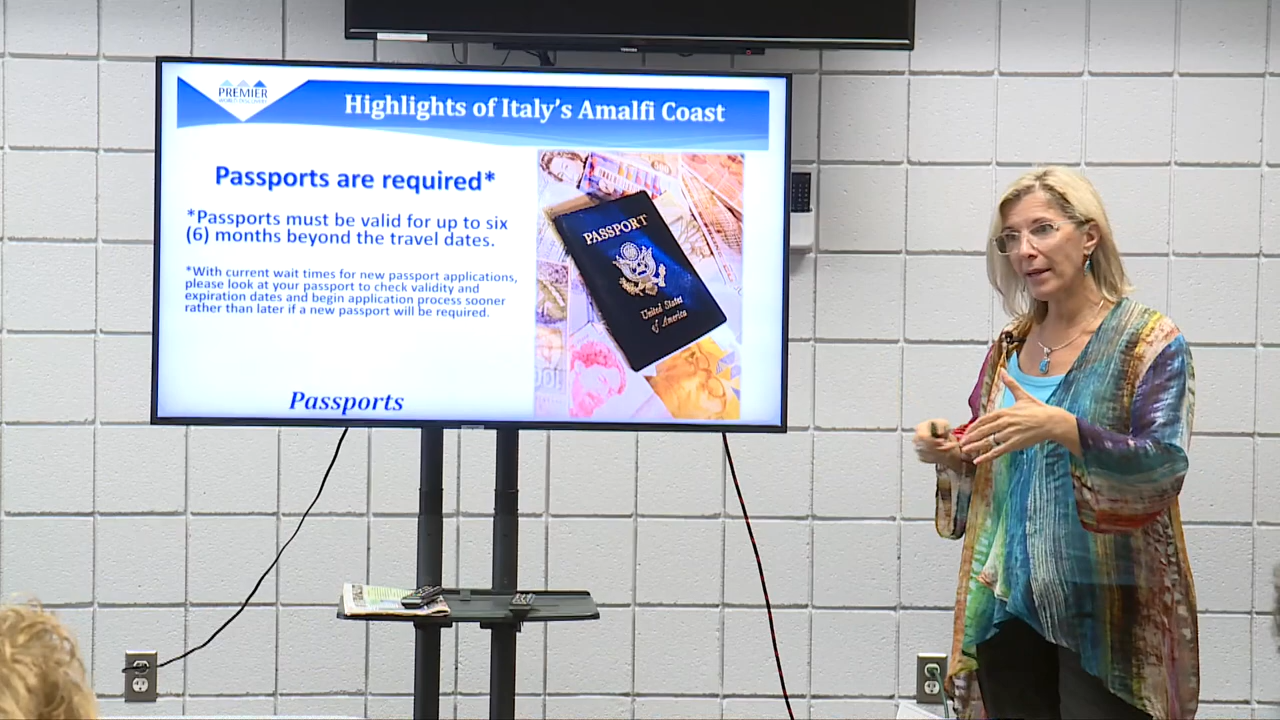 TOSHIBA
PREMIER
WORLD DISCOVERY
Highlights of Italy's Amalfi Coast
Passports are required*
*Passports must be valid for up to six
(6) months beyond the travel dates.
*With current wait times for new passport applications,
please look at your passport to check validity and
expiration dates and begin application process sooner
rather than later if a new passport will be required.
Passports
PASSPORT
United States
of America